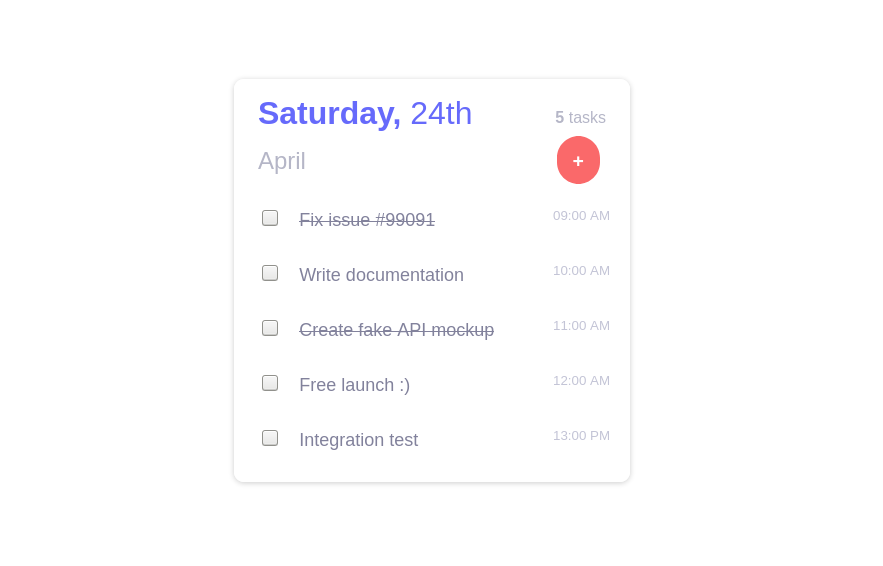 Saturday, 24th
5 tasks
April
+
Fix issue #99091
09:00 AM
Write documentation
10:00 AM
Create fake API mockup
11:00 AM
Free launch :)
12:00 AM
Integration test
13:00 PM